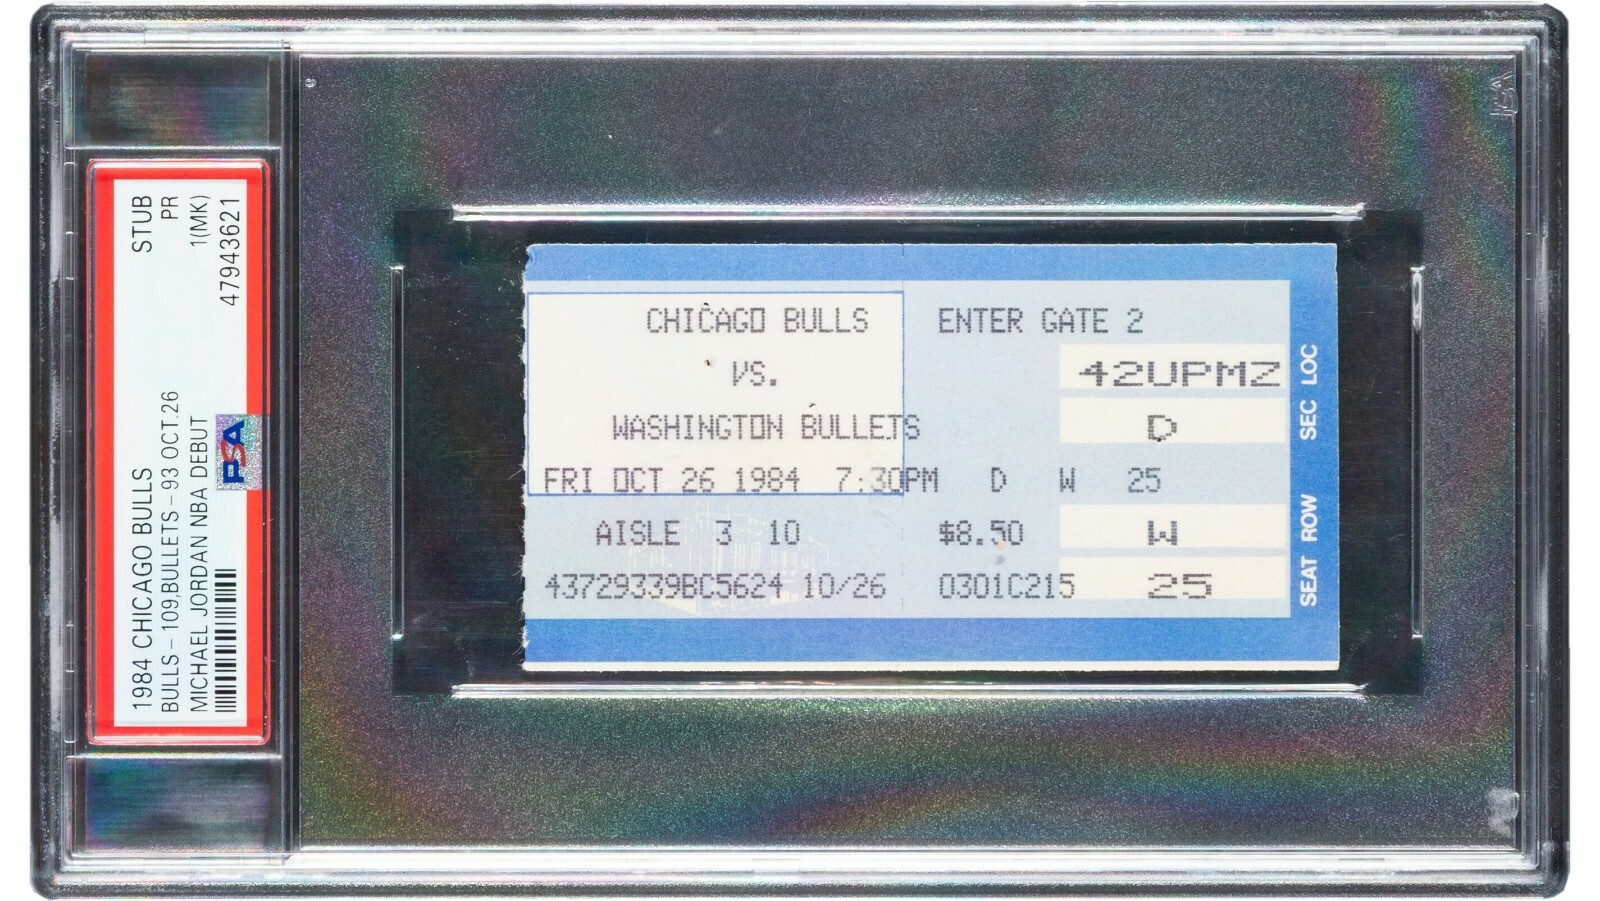 1984 CHICAGO BULLS
BULLS - 109,BULLETS - 93 OCT.26
MICHAEL JORDAN NBA DEBUT
STUB
PR
1(MK)
47943621
PSA
CHICAGO BULLS
VS.
WASHINGTON BULLETS
FRI OCT 26 1984 7:30PM D W 25
AISLE 3 10 $8.50
43729339BC5624 10/26 0301C215
ENTER GATE 2
42UPMZ
D
W
25
LOC
SEC
ROW
SEAT
PSA